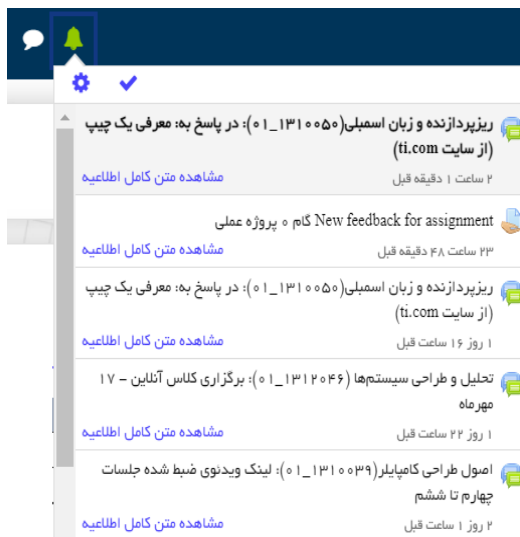 ریزپردازنده و زبان اسمبلی(۱۳۱۰۰۵۰_۰۱): در پاسخ به: معرفی یک چیپ
(از سایت ti.com)
۲ ساعت ۱ دقیقه قبل
مشاهده متن کامل اطلاعیه
New feedback for assignment گام ۰ پروژه عملی
۲۳ ساعت ۴۸ دقیقه قبل
مشاهده متن کامل اطلاعیه
ریزپردازنده و زبان اسمبلی(۱۳۱۰۰۵۰_۰۱): در پاسخ به: معرفی یک چیپ
(از سایت ti.com)
۱ روز ۱۶ ساعت قبل
مشاهده متن کامل اطلاعیه
تحلیل و طراحی سیستم‌ها (۱۳۱۲۰۴۶_۰۱): برگزاری کلاس آنلاین - ۱۷
مهرماه
۱ روز ۲۲ ساعت قبل
مشاهده متن کامل اطلاعیه
اصول طراحی کامپایلر(۱۳۱۰۰۳۹_۰۱): لینک ویدئوی ضبط شده جلسات
چهارم تا ششم
۲ روز ۱ ساعت قبل
مشاهده متن کامل اطلاعیه